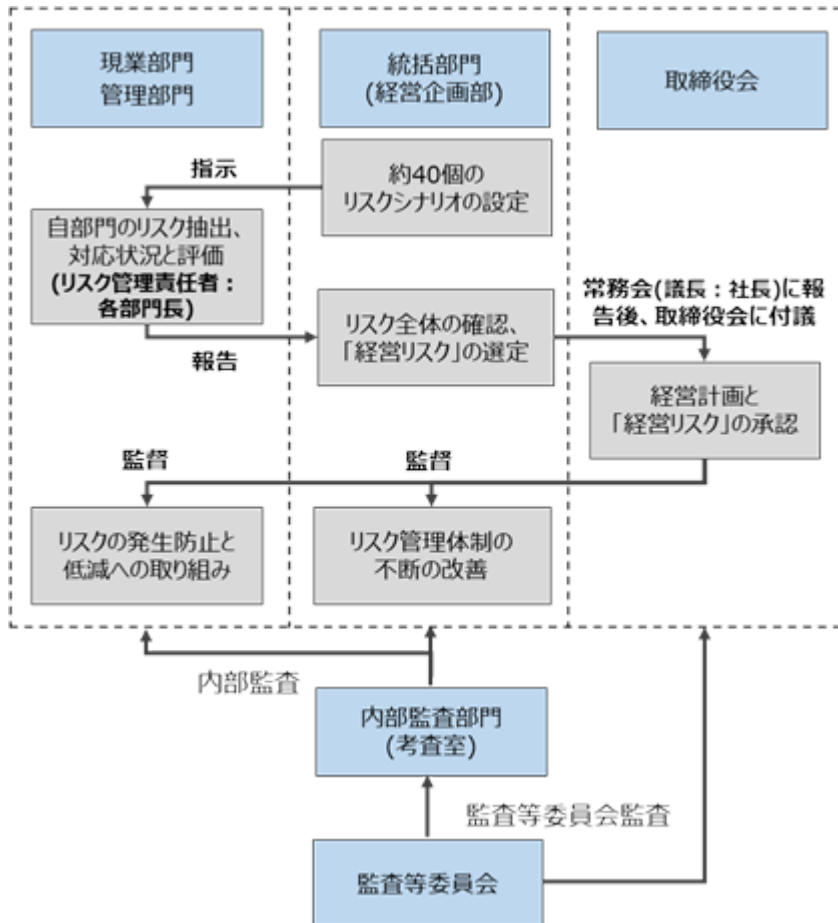 現業部門
管理部門
統括部門
(経営企画部)
取締役会
指示
約40個の
リスクシナリオの設定
自部門のリスク抽出、
対応状況と評価
(リスク管理責任者：
各部門長)
報告
リスク全体の確認、
「経営リスク」の選定
常務会(議長：社長)に報
告後、取締役会に付議
経営計画と
「経営リスク」の承認
監督
監督
リスクの発生防止と
低減への取り組み
リスク管理体制の
不断の改善
内部監査
内部監査部門
(考査室)
監査等委員会監査
監査等委員会